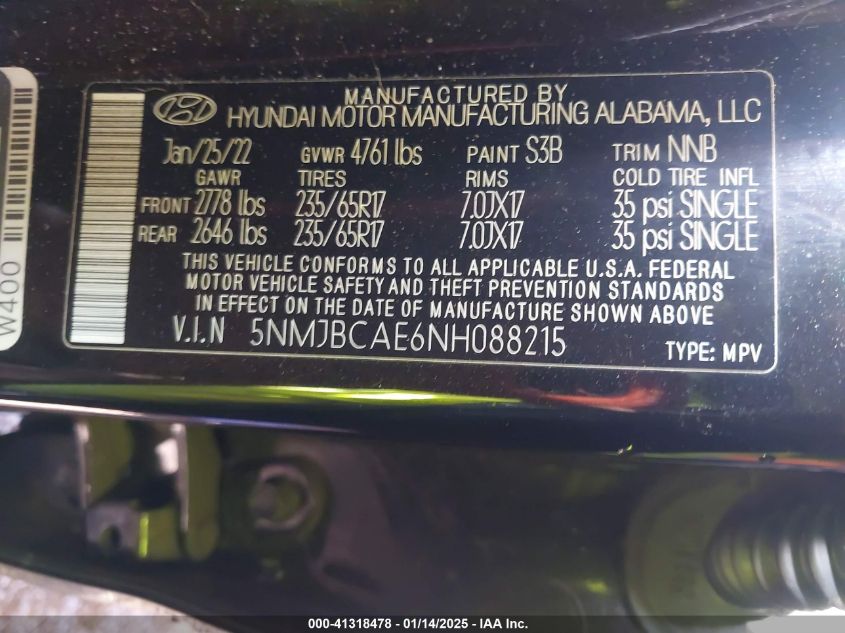 MANUFACTURED BY
HYUNDAI MOTOR MANUFACTURING ALABAMA, LLC
Jan/25/22 GVWR 4761 lbs PAINT S3B TRIM NNB
GAWR TIRES RIMS COLD TIRE INFL
FRONT 2778 lbs 235/65R17 7.0JX17 35 psi SINGLE
REAR 2646 lbs 235/65R17 7.0JX17 35 psi SINGLE
THIS VEHICLE CONFORMS TO ALL APPLICABLE U.S.A. FEDERAL
MOTOR VEHICLE SAFETY AND THEFT PREVENTION STANDARDS
IN EFFECT ON THE DATE OF MANUFACTURE SHOWN ABOVE.
V.I.N 5NMJBCAE6NH088215 TYPE: MPV
W400
000-41318478 - 01/14/2025 - IAA Inc.